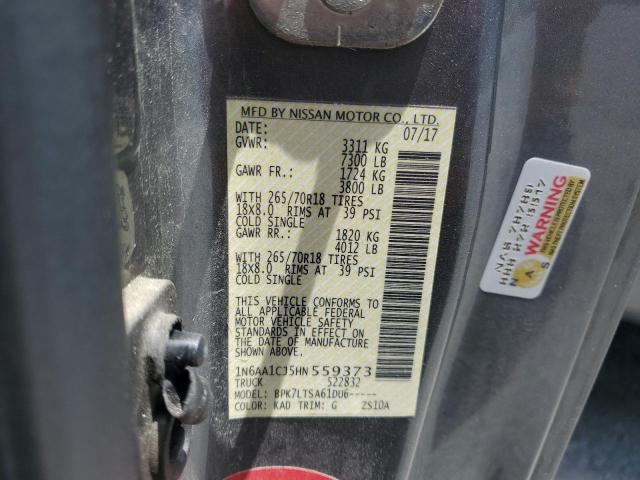 MFD BY NISSAN MOTOR CO., LTD.
DATE: 07/17
GVWR: 3311 KG
7300 LB
GAWR FR.: 1724 KG
3800 LB
WITH 265/70R18 TIRES
18X8.0 RIMS AT 39 PSI
COLD SINGLE
GAWR RR.: 1820 KG
4012 LB
WITH 265/70R18 TIRES
18X8.0 RIMS AT 39 PSI
COLD SINGLE
THIS VEHICLE CONFORMS TO
ALL APPLICABLE FEDERAL
MOTOR VEHICLE SAFETY
STANDARDS IN EFFECT ON
THE DATE OF MANUFACTURE
SHOWN ABOVE.
1N6AA1CJ5HN559373
TRUCK 522832
MODEL: BPK7LTSA61DU6-----
COLOR: KAD TRIM: G ZS10A
WARNING
NAS